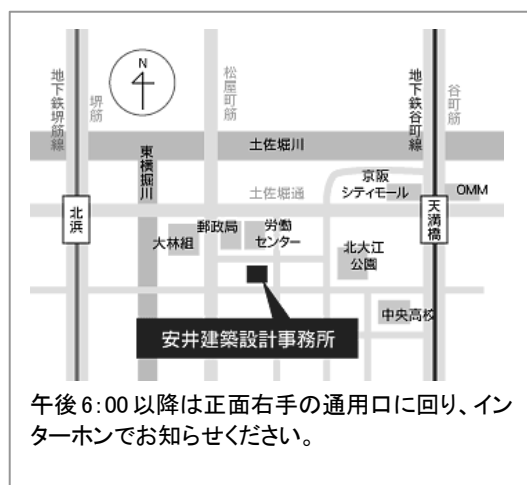 N
地下鉄堺筋線
堺筋
松屋町筋
地下鉄谷町線
谷町筋
東横掘川
土佐堀川
京阪
シティモール
OMM
土佐堀通
北浜
天満橋
郵政局
労働
センター
大林組
北大江
公園
中央高校
安井建築設計事務所
午後 6:00 以降は正面右手の通用口に回り、イン
ターホンでお知らせください。